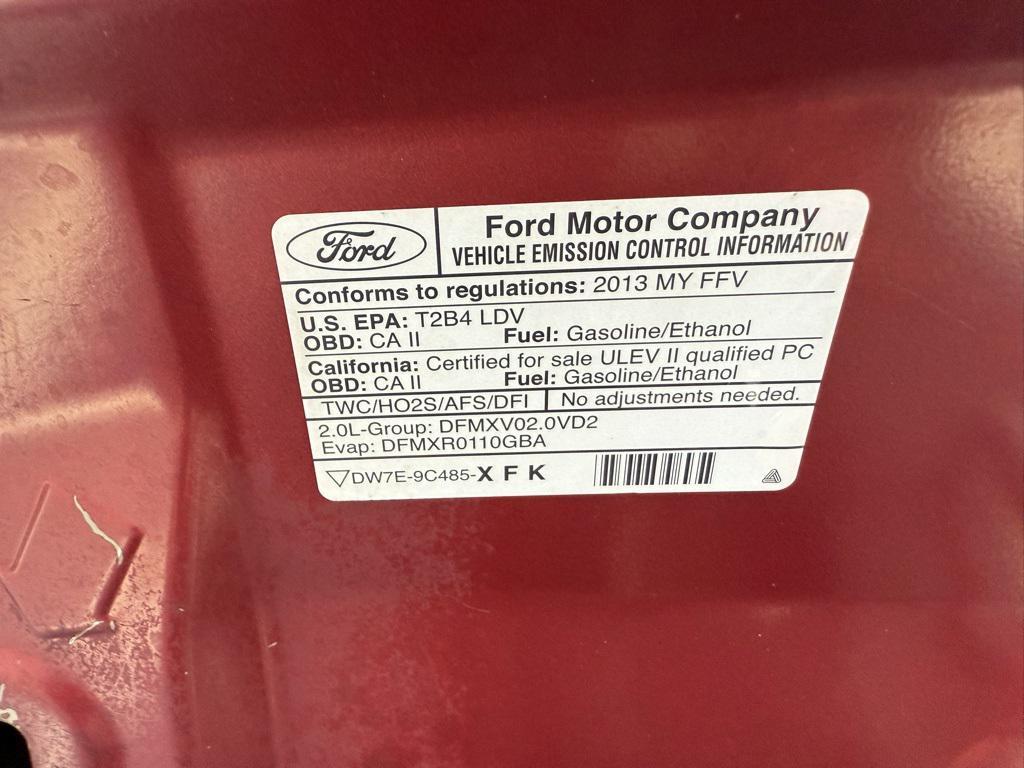 Ford
Ford Motor Company
VEHICLE EMISSION CONTROL INFORMATION
Conforms to regulations: 2013 MY FFV
U.S. EPA: T2B4 LDV
OBD: CA II Fuel: Gasoline/Ethanol
California: Certified for sale ULEV II qualified PC
OBD: CA II Fuel: Gasoline/Ethanol
TWC/HO2S/AFS/DFI No adjustments needed.
2.0L-Group: DFMXV02.0VD2
Evap: DFMXR0110GBA
DW7E-9C485-X F K